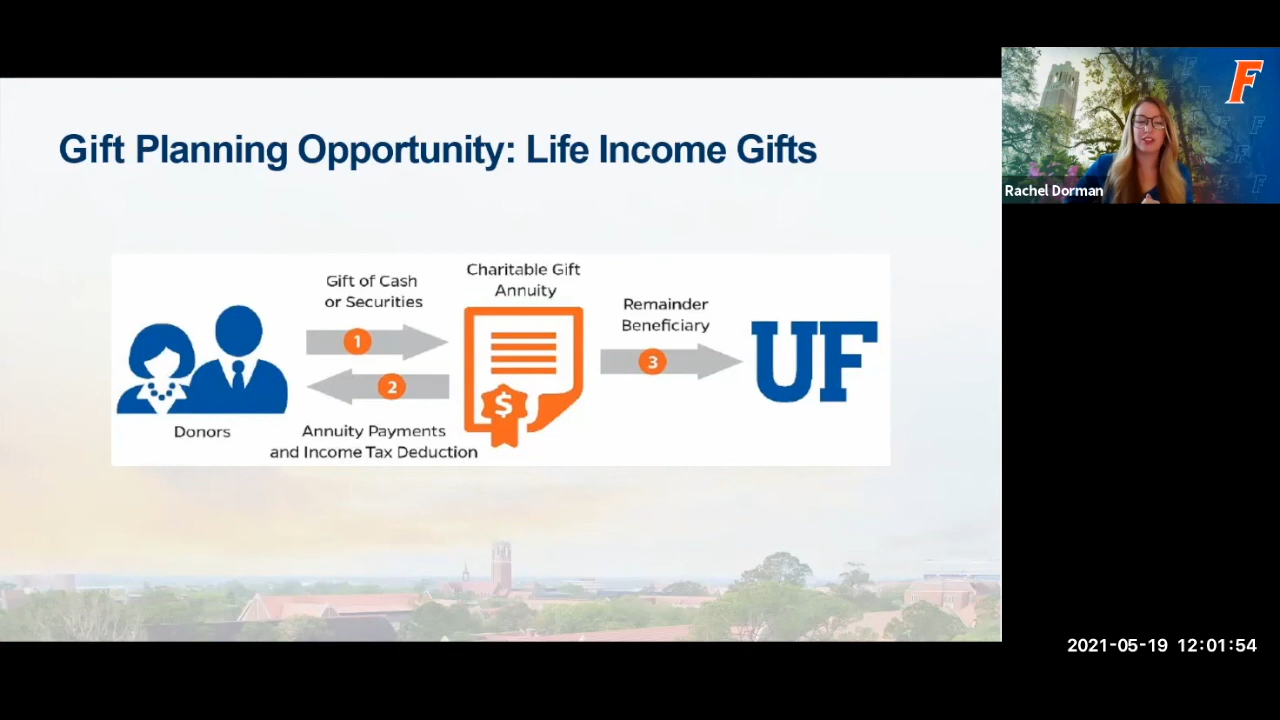 Gift Planning Opportunity: Life Income Gifts
Gift of Cash
or Securities
Charitable Gift
Annuity
Remainder
Beneficiary
1
2
3
$
UF
Donors
Annuity Payments
and Income Tax Deduction
F
Rachel Dorman
2021-05-19 12:01:54